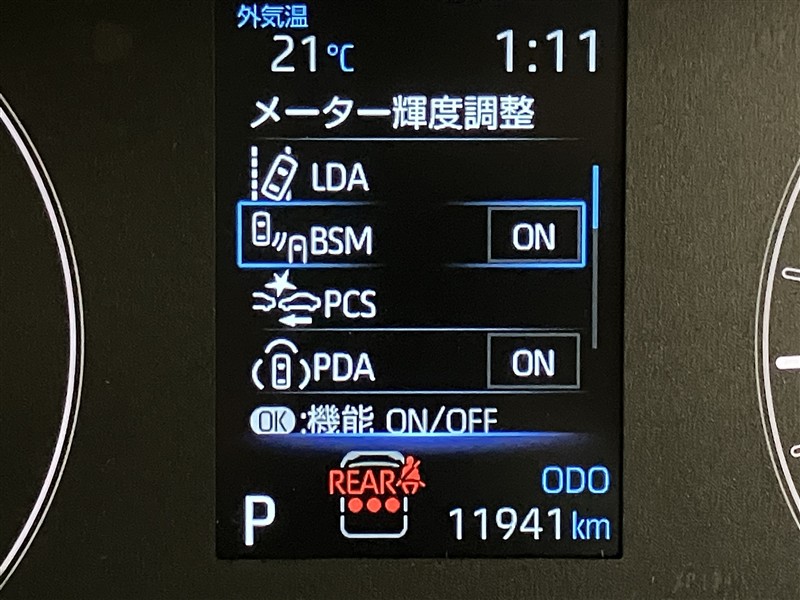 外気温
21℃ 1:11
メーター輝度調整
LDA
BSM ON
PCS
PDA ON
OK:機能 ON/OFF
REAR
ODO
P 11941km